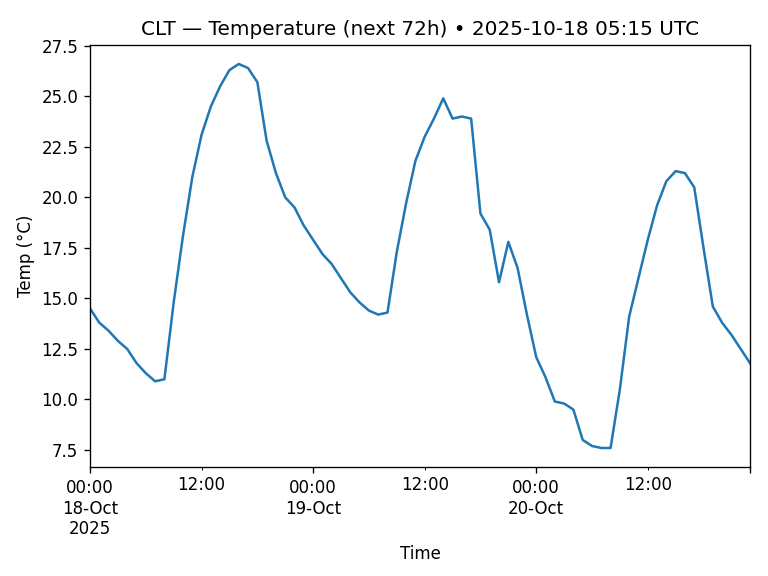 CLT — Temperature (next 72h) • 2025-10-18 05:15 UTC
27.5
25.0
22.5
20.0
17.5
15.0
12.5
10.0
7.5
Temp (°C)
00:00 12:00 00:00 12:00 00:00 12:00
18-Oct 19-Oct 20-Oct
2025
Time